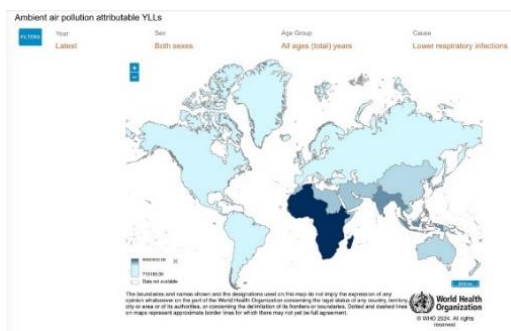 Ambient air pollution attributable YLLs
FILTERS
Year
Latest
Sex
Both sexes
Age Group
All ages (total) years
Cause
Lower respiratory infections
+
−
Data not available
The boundaries and names shown and the designations used on this map do not imply the expression of any
opinion whatsoever on the part of the World Health Organization concerning the legal status of any country, territory,
city or area or of its authorities, or concerning the delimitation of its frontiers or boundaries. Dotted and dashed lines
on maps represent approximate border lines for which there may not yet be full agreement.
World Health
Organization
© WHO 2024. All rights
reserved.